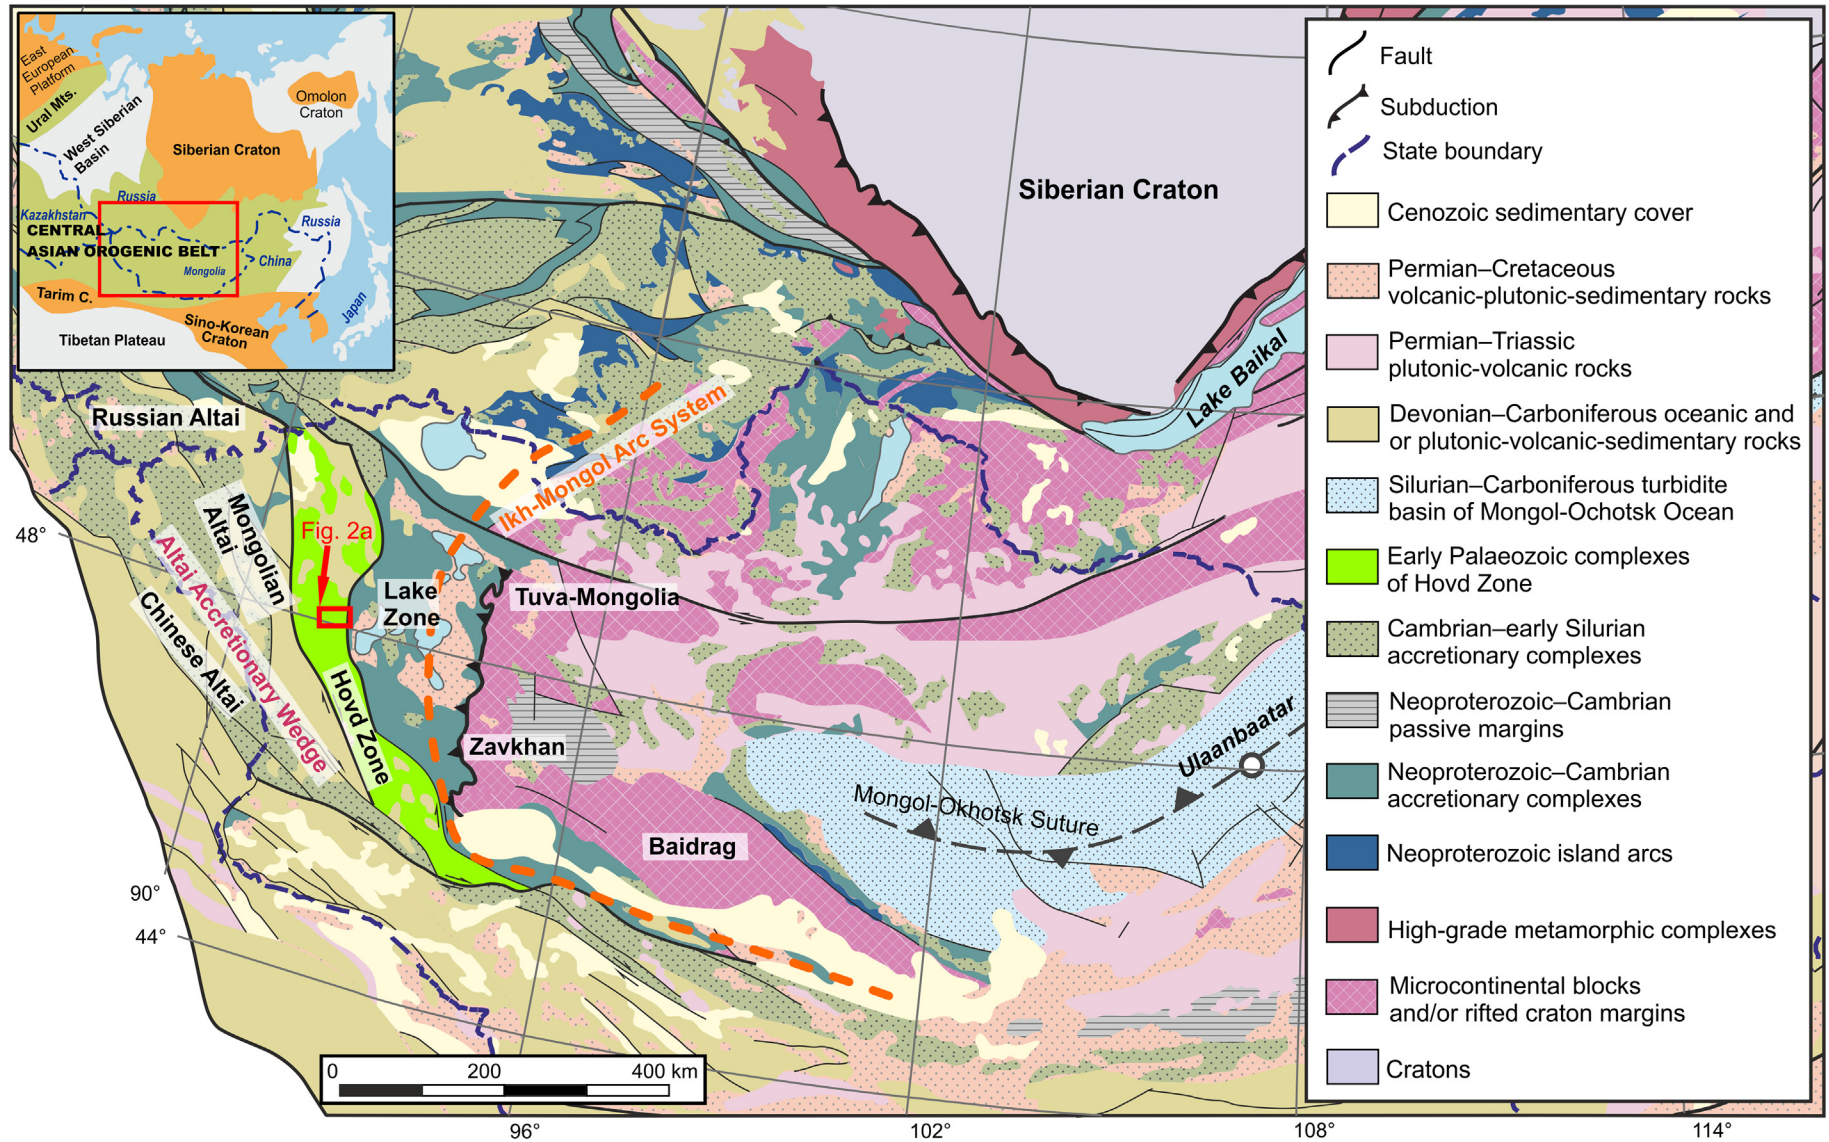 East
European
Platform
Ural Mts.
West Siberian
Basin
Siberian Craton
Omolon
Craton
Russia
Kazakhstan
CENTRAL
ASIAN OROGENIC BELT
Russia
China
Mongolia
Japan
Tarim C.
Sino-Korean
Craton
Tibetan Plateau
Siberian Craton
Lake Baikal
Russian Altai
Ikh-Mongol Arc System
Mongolian
Altai
Fig. 2a
48°
Altai Accretionary Wedge
Chinese Altai
Lake
Zone
Tuva-Mongolia
Hovd Zone
Zavkhan
Ulaanbaatar
Mongol-Okhotsk Suture
Baidrag
90°
44°
0 200 400 km
96°
102°
108°
114°
Fault
Subduction
State boundary
Cenozoic sedimentary cover
Permian–Cretaceous
volcanic-plutonic-sedimentary rocks
Permian–Triassic
plutonic-volcanic rocks
Devonian–Carboniferous oceanic and
or plutonic-volcanic-sedimentary rocks
Silurian–Carboniferous turbidite
basin of Mongol-Ochotsk Ocean
Early Palaeozoic complexes
of Hovd Zone
Cambrian–early Silurian
accretionary complexes
Neoproterozoic–Cambrian
passive margins
Neoproterozoic–Cambrian
accretionary complexes
Neoproterozoic island arcs
High-grade metamorphic complexes
Microcontinental blocks
and/or rifted craton margins
Cratons